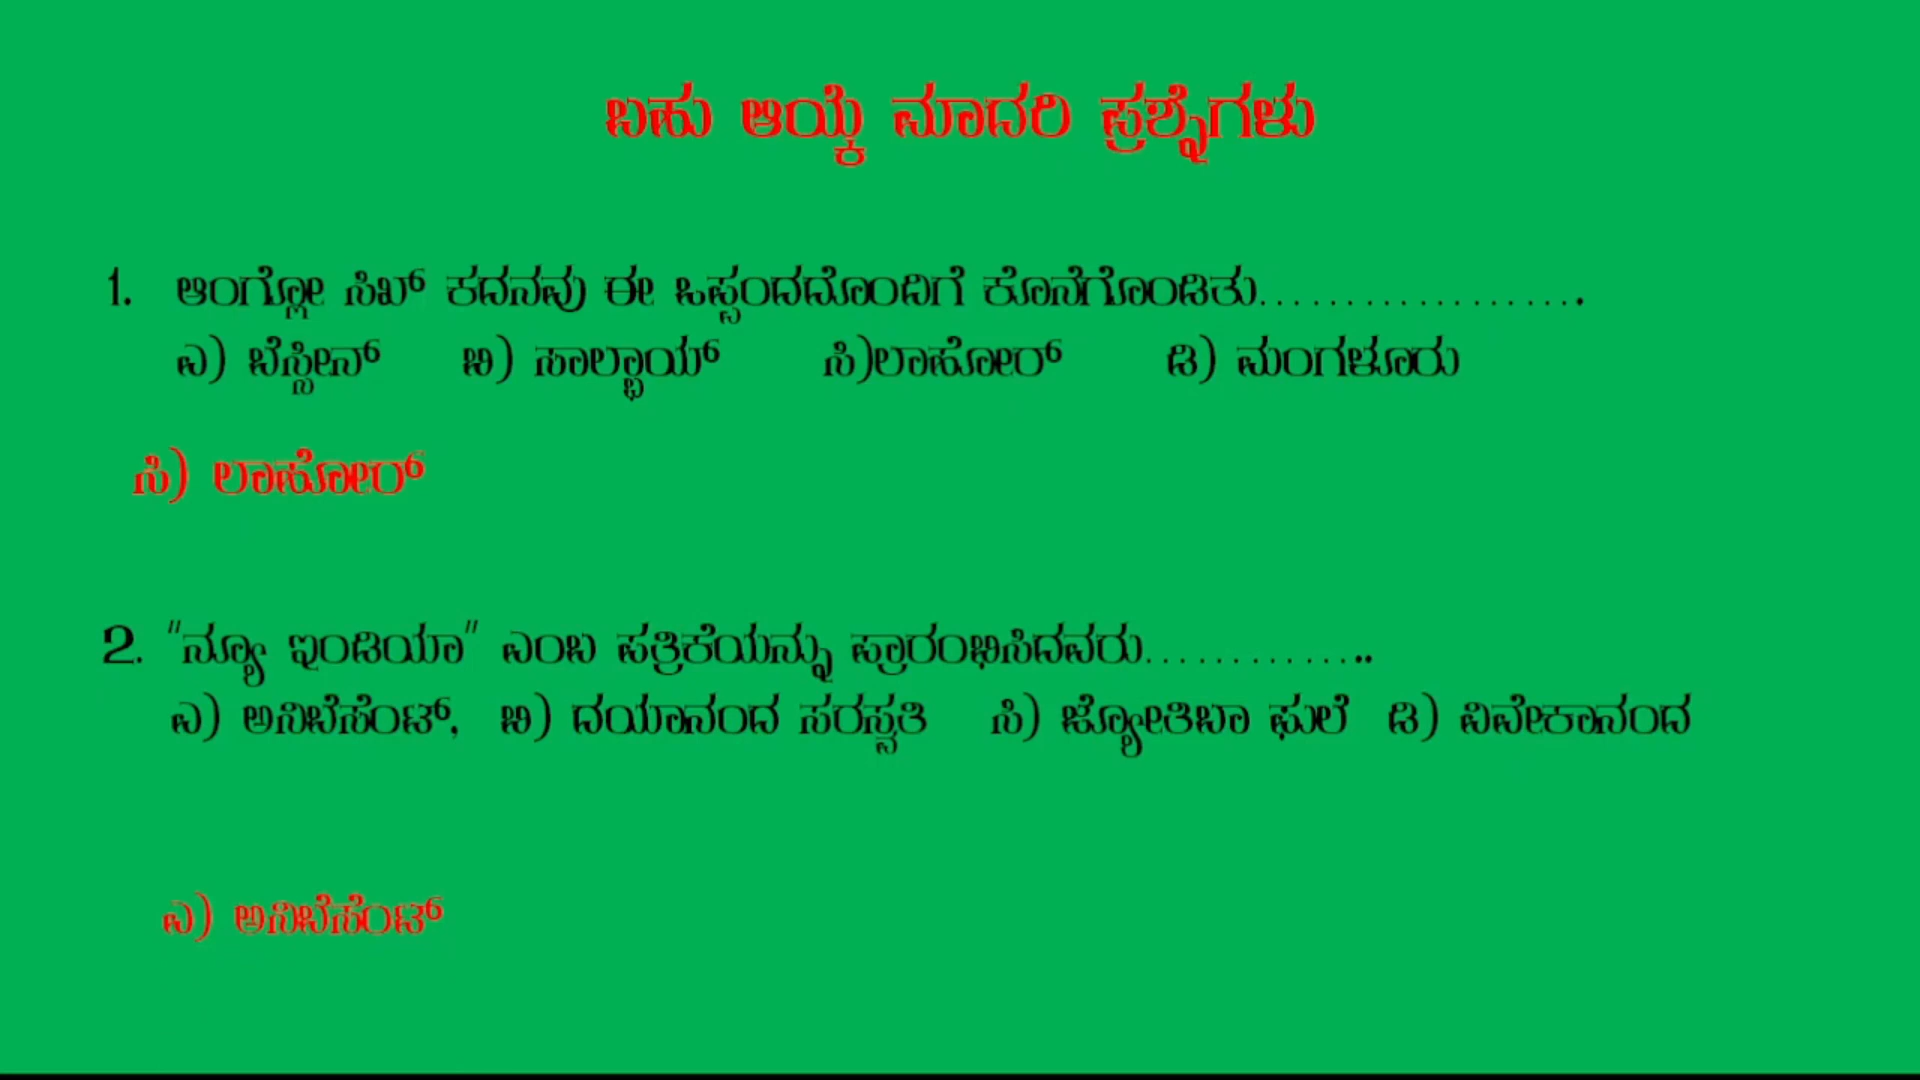 ಬಹು ಆಯ್ಕೆ ಮಾದರಿ ಪ್ರಶ್ನೆಗಳು
1. ಆಂಗ್ಲೋ ಸಿಖ್ ಕದನವು ಈ ಒಪ್ಪಂದದೊಂದಿಗೆ ಕೊನೆಗೊಂಡಿತು………………….
ಎ) ಬೆಸ್ಸೀನ್ ಬಿ) ಸಾಲ್ಬಾಯ್ ಸಿ)ಲಾಹೋರ್ ಡಿ) ಮಂಗಳೂರು
ಸಿ) ಲಾಹೋರ್
2. "ನ್ಯೂ ಇಂಡಿಯಾ" ಎಂಬ ಪತ್ರಿಕೆಯನ್ನು ಪ್ರಾರಂಭಿಸಿದವರು…………..
ಎ) ಅನಿಬೆಸೆಂಟ್, ಬಿ) ದಯಾನಂದ ಸರಸ್ವತಿ ಸಿ) ಜ್ಯೋತಿಬಾ ಫುಲೆ ಡಿ) ವಿವೇಕಾನಂದ
ಎ) ಅನಿಬೆಸೆಂಟ್